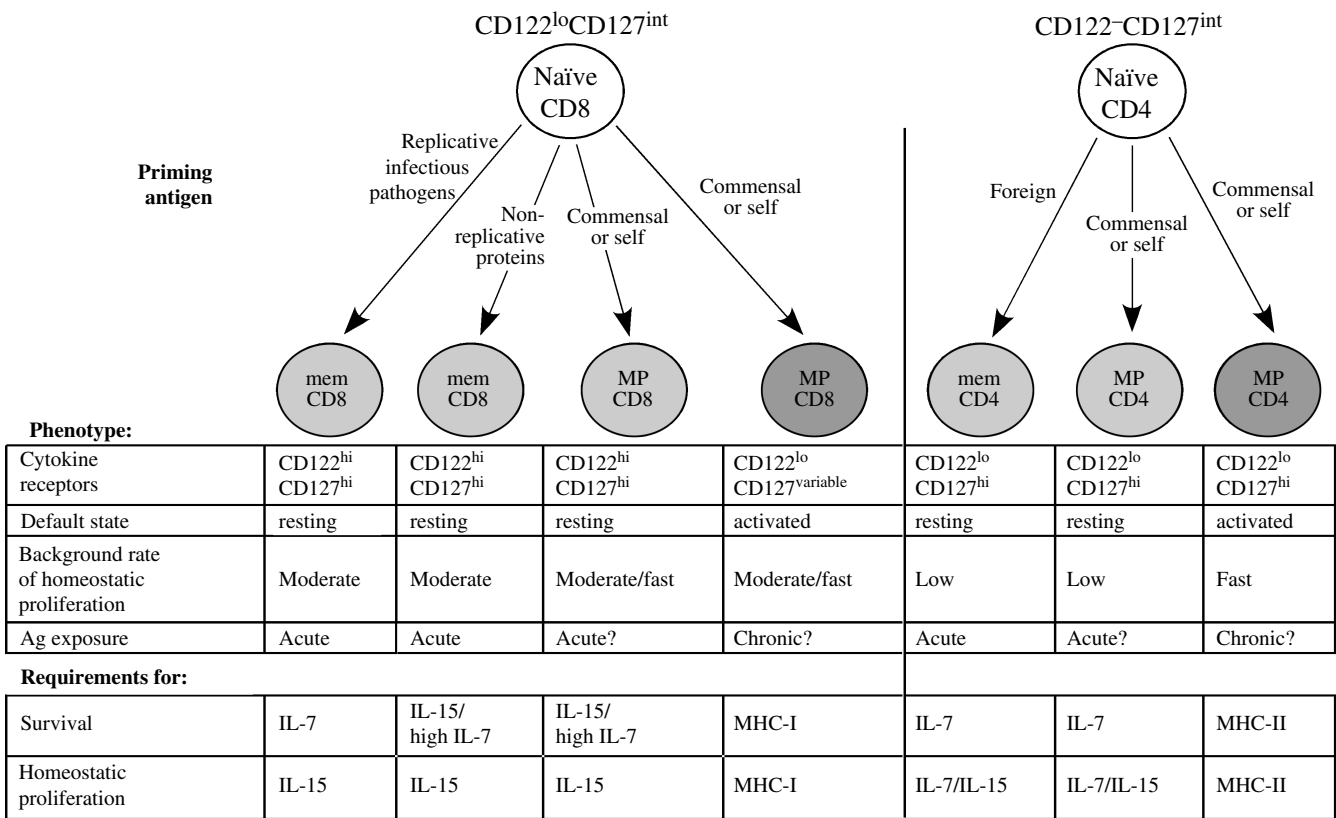 CD122loCD127int
CD122–CD127int
Naïve
CD8
Naïve
CD4
Priming
antigen
Replicative
infectious
pathogens
Non-
replicative
proteins
Commensal
or self
Commensal
or self
Foreign
Commensal
or self
Commensal
or self
mem
CD8
mem
CD8
MP
CD8
MP
CD8
mem
CD4
MP
CD4
MP
CD4
Phenotype:
Cytokine
receptors
CD122hi
CD127hi
CD122hi
CD127hi
CD122hi
CD127hi
CD122lo
CD127variable
CD122lo
CD127hi
CD122lo
CD127hi
CD122lo
CD127hi
Default state
resting
resting
resting
activated
resting
resting
activated
Background rate
of homeostatic
proliferation
Moderate
Moderate
Moderate/fast
Moderate/fast
Low
Low
Fast
Ag exposure
Acute
Acute
Acute?
Chronic?
Acute
Acute?
Chronic?
Requirements for:
Survival
IL-7
IL-15/
high IL-7
IL-15/
high IL-7
MHC-I
IL-7
IL-7
MHC-II
Homeostatic
proliferation
IL-15
IL-15
IL-15
MHC-I
IL-7/IL-15
IL-7/IL-15
MHC-II